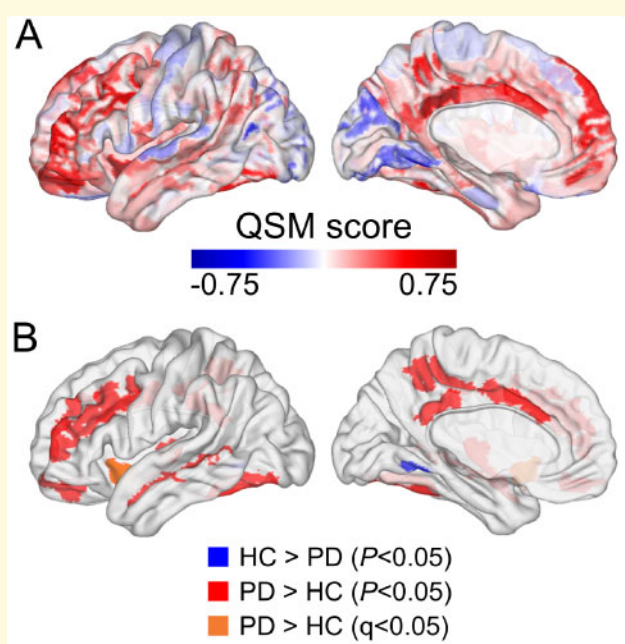 A
QSM score
-0.75 0.75
B
HC > PD (P<0.05)
PD > HC (P<0.05)
PD > HC (q<0.05)